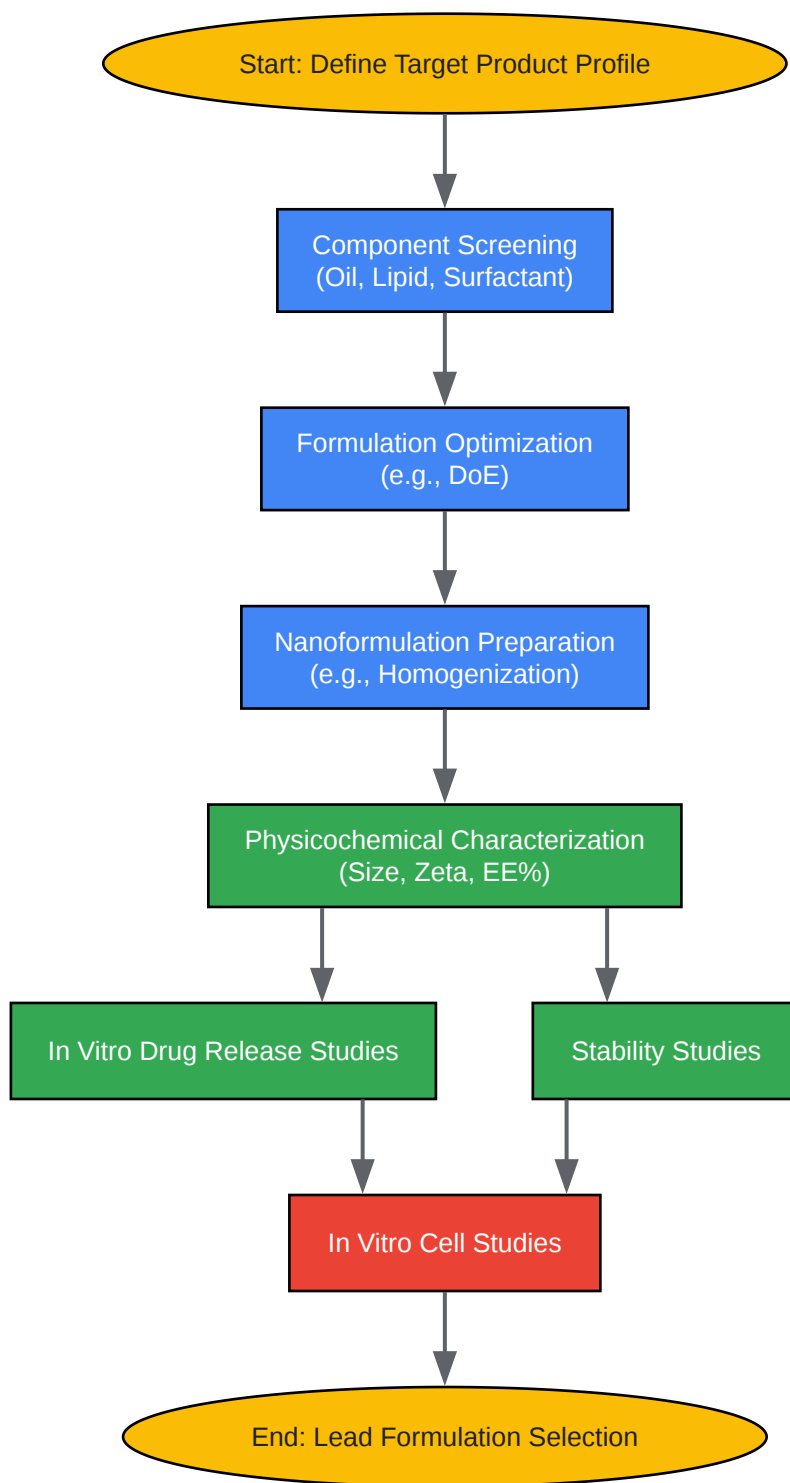 Start: Define Target Product Profile
Component Screening
(Oil, Lipid, Surfactant)
Formulation Optimization
(e.g., DoE)
Nanoformulation Preparation
(e.g., Homogenization)
Physicochemical Characterization
(Size, Zeta, EE%)
In Vitro Drug Release Studies
Stability Studies
In Vitro Cell Studies
End: Lead Formulation Selection